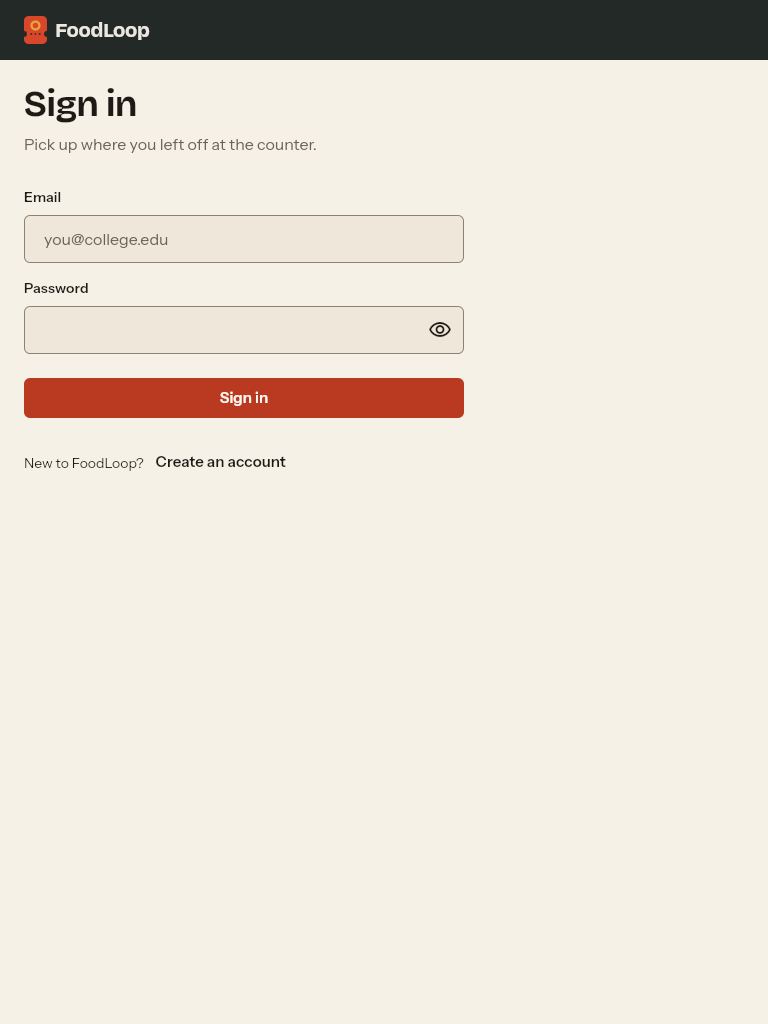 FoodLoop
Sign in
Pick up where you left off at the counter.
Email
you@college.edu
Password
Sign in
New to FoodLoop? Create an account